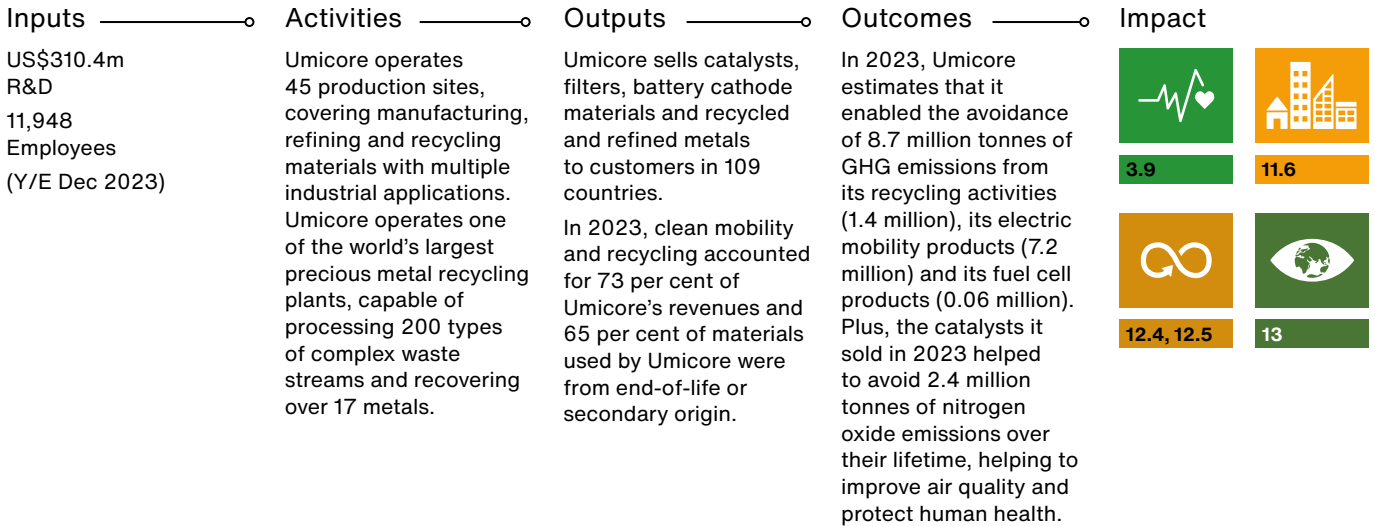 Inputs
US$310.4m
R&D
11,948
Employees
(Y/E Dec 2023)
Activities
Umicore operates
45 production sites,
covering manufacturing,
refining and recycling
materials with multiple
industrial applications.
Umicore operates one
of the world's largest
precious metal recycling
plants, capable of
processing 200 types
of complex waste
streams and recovering
over 17 metals.
Outputs
Umicore sells catalysts,
filters, battery cathode
materials and recycled
and refined metals
to customers in 109
countries.
In 2023, clean mobility
and recycling accounted
for 73 per cent of
Umicore's revenues and
65 per cent of materials
used by Umicore were
from end-of-life or
secondary origin.
Outcomes
In 2023, Umicore
estimates that it
enabled the avoidance
of 8.7 million tonnes of
GHG emissions from
its recycling activities
(1.4 million), its electric
mobility products (7.2
million) and its fuel cell
products (0.06 million).
Plus, the catalysts it
sold in 2023 helped
to avoid 2.4 million
tonnes of nitrogen
oxide emissions over
their lifetime, helping to
improve air quality and
protect human health.
Impact
3.9
11.6
12.4, 12.5
13